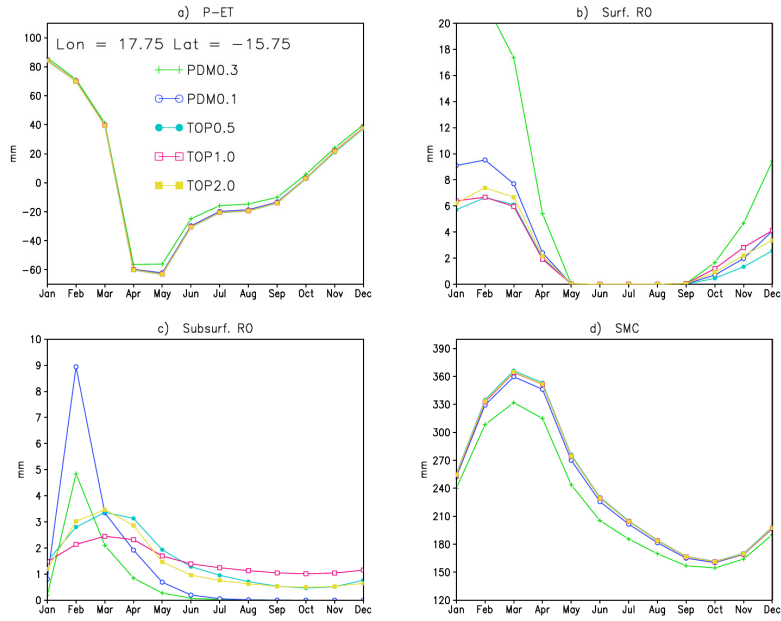 a) P-ET
Lon = 17.75 Lat = -15.75
PDM0.3
PDM0.1
TOP0.5
TOP1.0
TOP2.0
mm
100
80
60
40
20
0
-20
-40
-60
Jan Feb Mar Apr May Jun Jul Aug Sep Oct Nov Dec
b) Surf. RO
mm
20
18
16
14
12
10
8
6
4
2
0
Jan Feb Mar Apr May Jun Jul Aug Sep Oct Nov Dec
c) Subsurf. RO
mm
10
9
8
7
6
5
4
3
2
1
0
Jan Feb Mar Apr May Jun Jul Aug Sep Oct Nov Dec
d) SMC
mm
390
360
330
300
270
240
210
180
150
120
Jan Feb Mar Apr May Jun Jul Aug Sep Oct Nov Dec